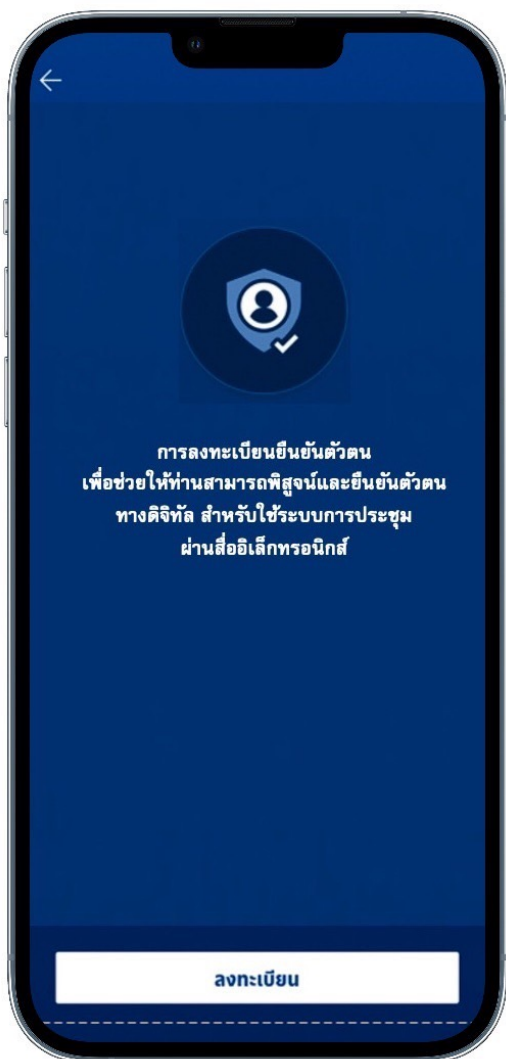 การลงทะเบียนยืนยันตัวตน
เพื่อช่วยให้ท่านสามารถพิสูจน์และยืนยันตัวตน
ทางดิจิทัล สำหรับใช้ระบบการประชุม
ผ่านสื่ออิเล็กทรอนิกส์
ลงทะเบียน